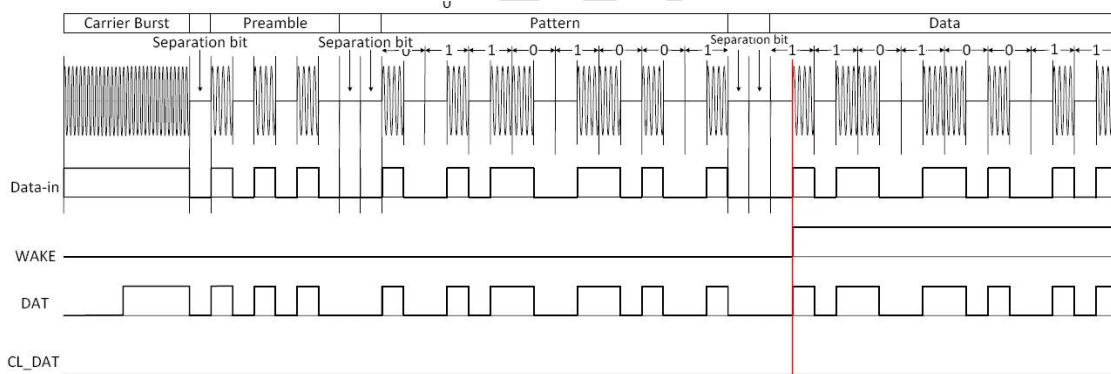 0
Carrier Burst Preamble Pattern Data
Separation bit Separation bit Separation bit
0 1 1 0 1 0 0 1 1 1 0 1 0 0 1 1
Data-in
WAKE
DAT
CL_DAT